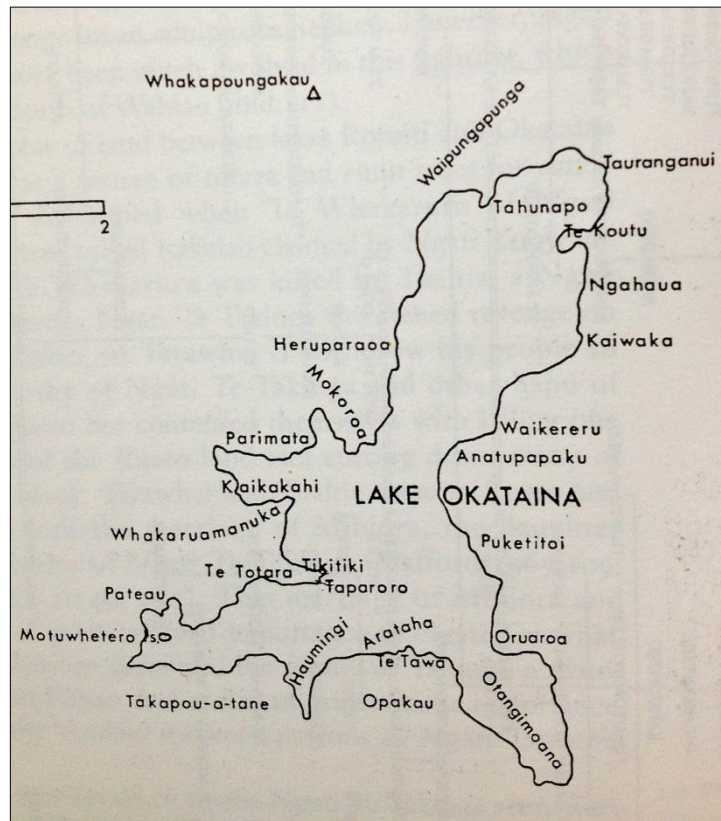 Whakapoungakau
Waipungapunga
Tauranganui
Tahunapo
Te Koutu
2
Ngahaua
Kaiwaka
Heruparaoa
Mokoroa
Waikereru
Parimata
Anatupapaku
Kaikakahi
LAKE OKATAINA
Whakaruamanuka
Puketitoi
Te Totara
Tikitiki
Taparoro
Pateau
Motuwhetero Is.
Haumingi
Arataha
Oruaroa
Te Tawa
Takapou-a-tane
Opakau
Otangimoana